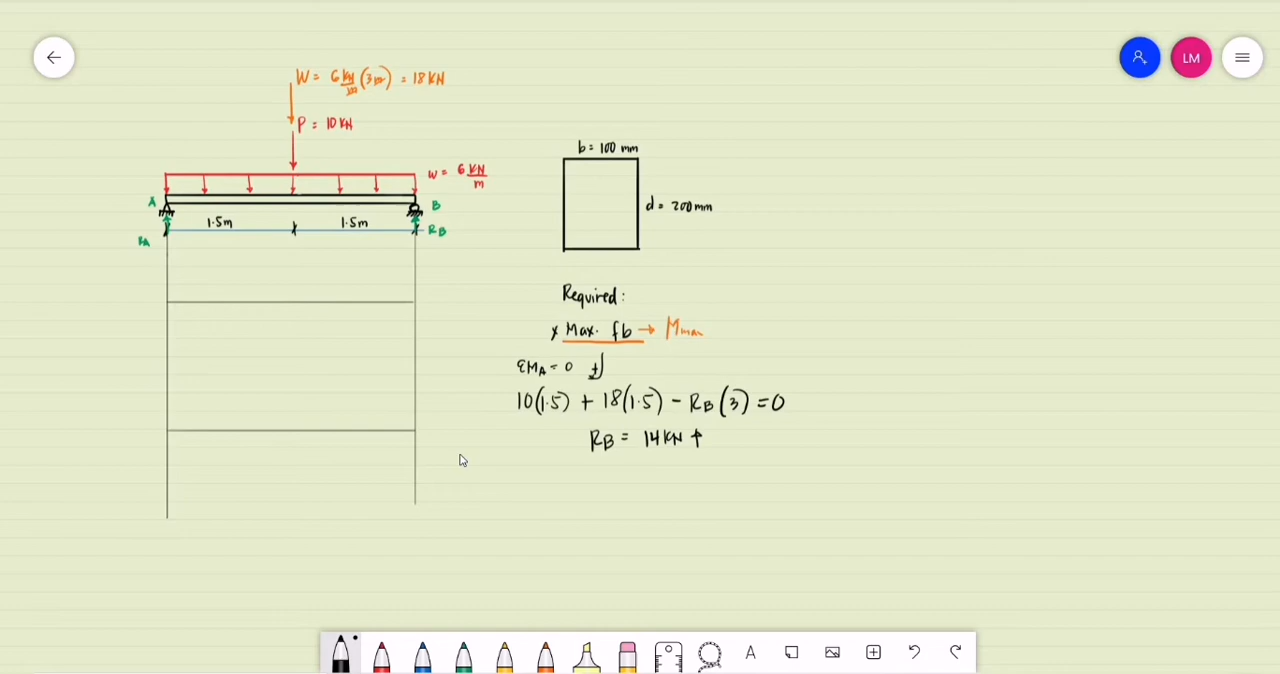 LM
W = 6 kN/m (3m) = 18 KN
P = 10 KN
b = 100 mm
w = 6 KN/m
A
B
d = 200 mm
1.5m
1.5m
RA
RB
Required:
x Max. fb → Mmax
ΣMA = 0 +
10(1.5) + 18(1.5) - RB(3) = 0
RB = 14 KN ↑
A